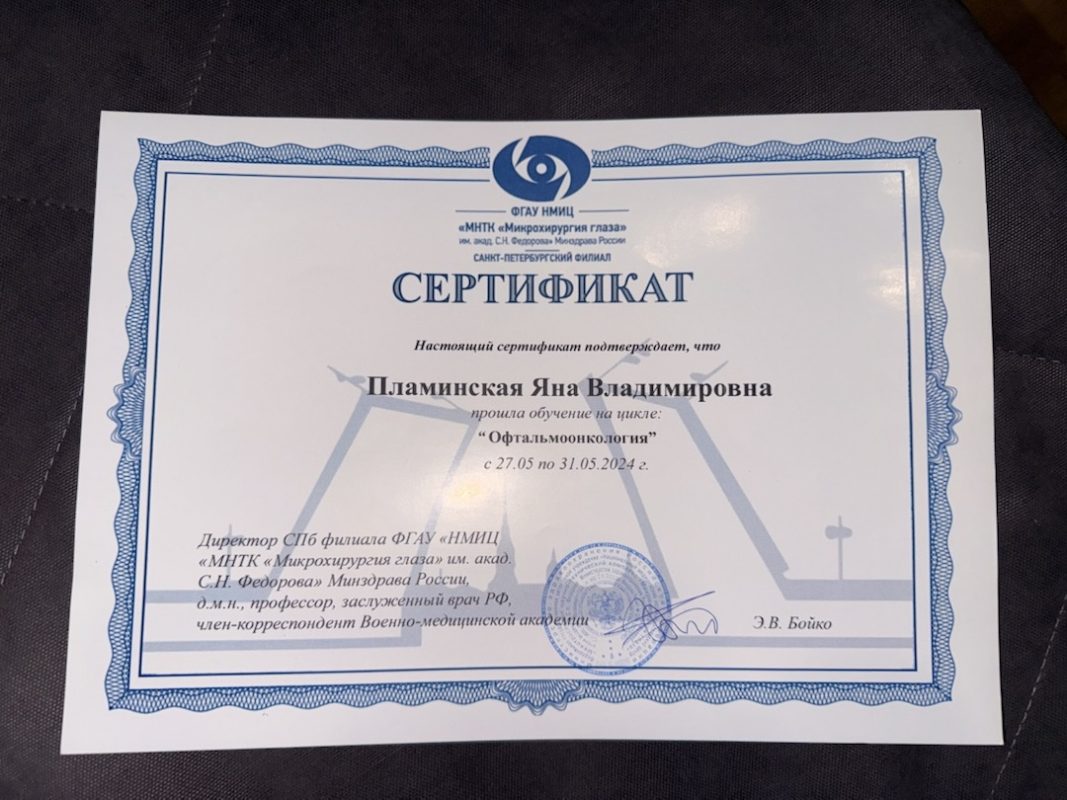 ФГАУ НМИЦ
«МНТК «Микрохирургия глаза»
им. акад. С.Н. Федорова» Минздрава России
САНКТ-ПЕТЕРБУРГСКИЙ ФИЛИАЛ
СЕРТИФИКАТ
Настоящий сертификат подтверждает, что
Пламинская Яна Владимировна
прошла обучение на цикле:
“Офтальмоонкология”
с 27.05 по 31.05.2024 г.
Директор СПб филиала ФГАУ «НМИЦ
«МНТК «Микрохирургия глаза» им. акад.
С.Н. Федорова» Минздрава России,
д.м.н., профессор, заслуженный врач РФ,
член-корреспондент Военно-медицинской академии
Э.В. Бойко